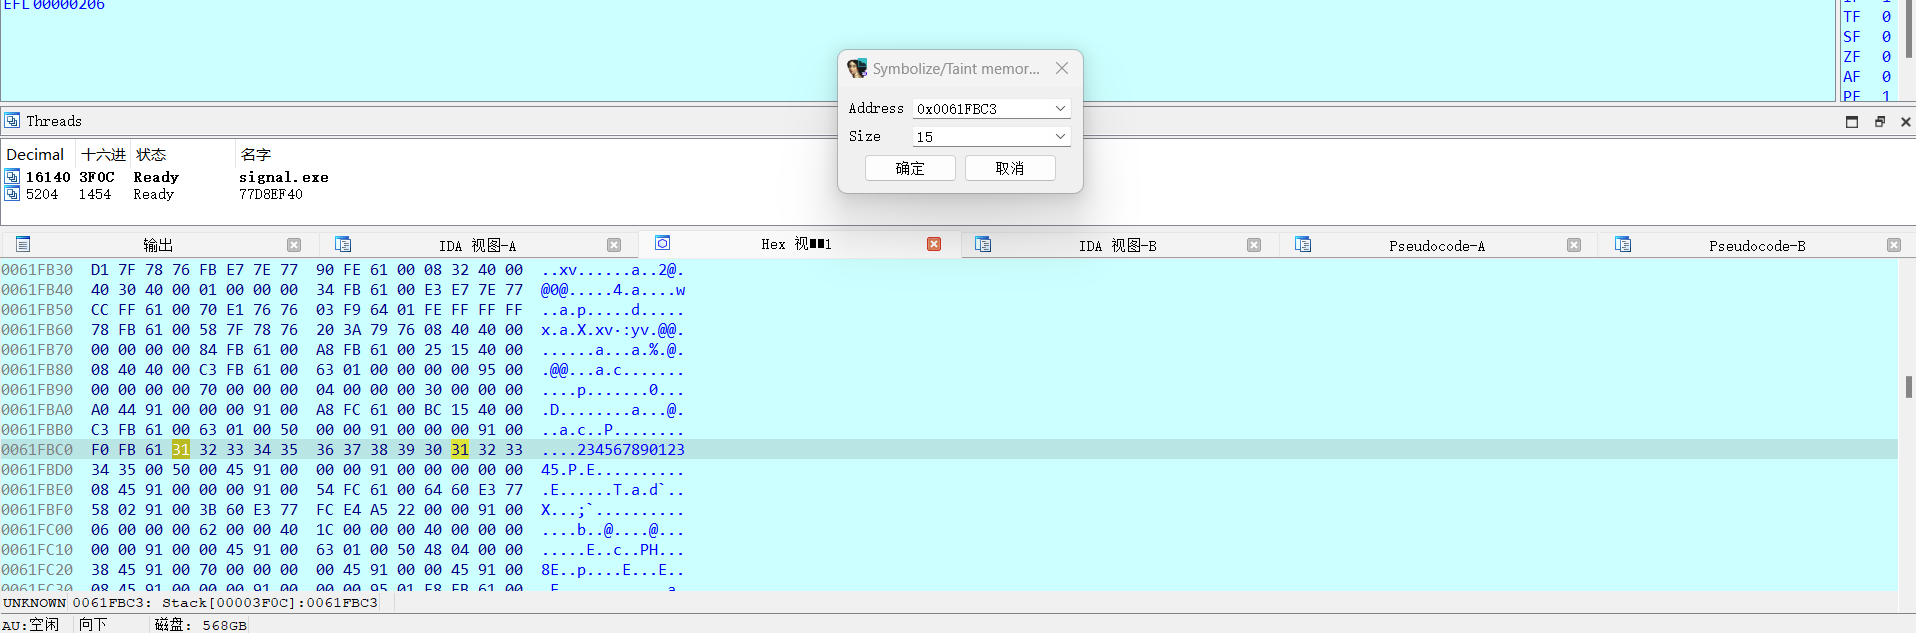 EFL 00000206
TF 0
SF 0
ZF 0
AF 0
PF 1
Symbolize/Taint memor...
Address 0x0061FBC3
Size 15
确定 取消
Threads
Decimal 十六进 状态 名字
16140 3F0C Ready signal.exe
5204 1454 Ready 77D8EF40
输出 IDA 视图-A Hex 视■■1 IDA 视图-B Pseudocode-A Pseudocode-B
0061FB30 D1 7F 78 76 FB E7 7E 77 90 FE 61 00 08 32 40 00 ..xv......a..2@.
0061FB40 40 30 40 00 01 00 00 00 34 FB 61 00 E3 E7 7E 77 @0@.....4.a....w
0061FB50 CC FF 61 00 70 E1 76 76 03 F9 64 01 FE FF FF FF ..a.p.....d.....
0061FB60 78 FB 61 00 58 7F 78 76 20 3A 79 76 08 40 40 00 x.a.X.xv·:yv.@@.
0061FB70 00 00 00 00 84 FB 61 00 A8 FB 61 00 25 15 40 00 ......a...a.%.@.
0061FB80 08 40 40 00 C3 FB 61 00 63 01 00 00 00 00 95 00 .@@...a.c.......
0061FB90 00 00 00 00 70 00 00 00 04 00 00 00 30 00 00 00 ....p.......0...
0061FBA0 A0 44 91 00 00 00 91 00 A8 FC 61 00 BC 15 40 00 .D........a...@.
0061FBB0 C3 FB 61 00 63 01 00 50 00 00 91 00 00 00 91 00 ..a.c..P........
0061FBC0 F0 FB 61 31 32 33 34 35 36 37 38 39 30 31 32 33 ....234567890123
0061FBD0 34 35 00 50 00 45 91 00 00 00 91 00 00 00 00 00 45.P.E..........
0061FBE0 08 45 91 00 00 00 91 00 54 FC 61 00 64 60 E3 77 .E......T.a.d`..
0061FBF0 58 02 91 00 3B 60 E3 77 FC E4 A5 22 00 00 91 00 X...;`..........
0061FC00 06 00 00 00 62 00 00 40 1C 00 00 00 40 00 00 00 ....b..@....@...
0061FC10 00 00 91 00 00 45 91 00 63 01 00 50 48 04 00 00 .....E..c..PH...
0061FC20 38 45 91 00 70 00 00 00 00 45 91 00 00 45 91 00 8E..p....E...E..
0061FC30 08 45 91 00 00 00 91 00 00 00 95 01 E8 FB 61 00
UNKNOWN 0061FBC3: Stack[00003F0C]:0061FBC3
AU:空闲 向下 磁盘: 568GB